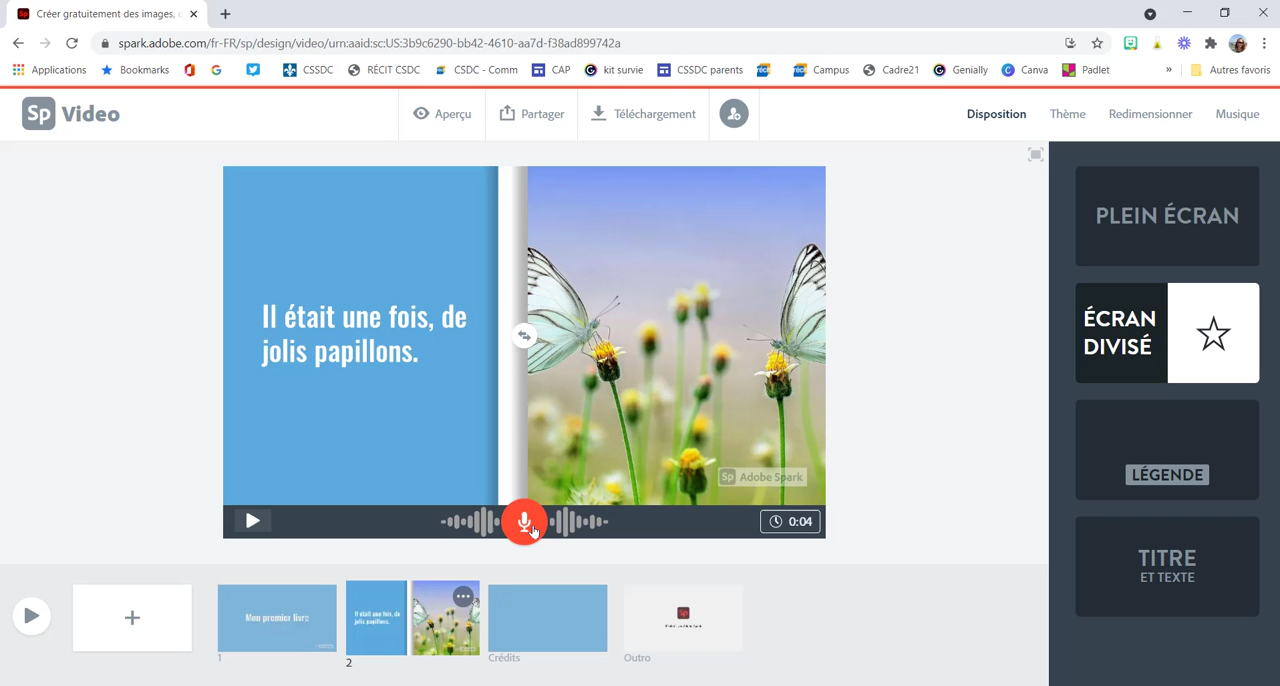 Créer gratuitement des images, 
spark.adobe.com/fr-FR/sp/design/video/urn:aaid:sc:US:3b9c6290-bb42-4610-aa7d-f38ad899742a
Applications
Bookmarks
CSSDC
RÉCIT CSDC
CSDC - Comm
CAP
kit survie
CSSDC parents
Campus
Cadre21
Genially
Canva
Padlet
»
Autres favoris
Sp Video
Aperçu
Partager
Téléchargement
Disposition
Thème
Redimensionner
Musique
PLEIN ÉCRAN
Il était une fois, de
jolis papillons.
ÉCRAN
DIVISÉ
LÉGENDE
Sp Adobe Spark
0:04
TITRE
ET TEXTE
Mon premier livre
Il était une fois, de
jolis papillons.
1
2
Crédits
Outro